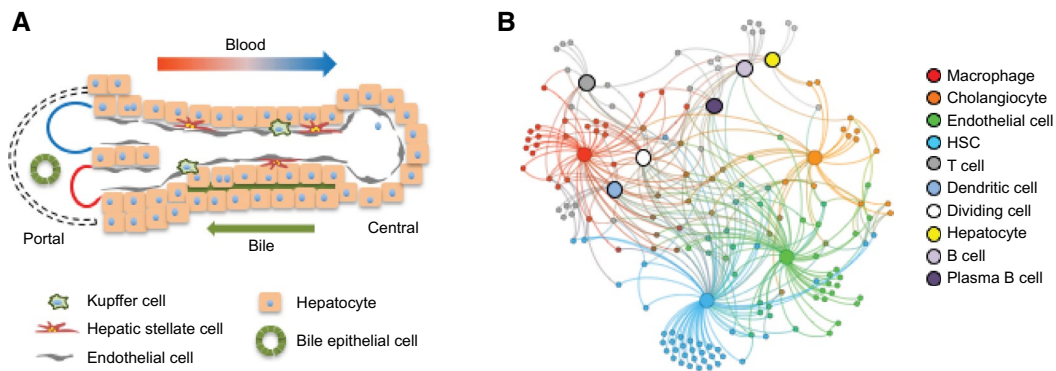 A
Blood
Portal
Central
Bile
Kupffer cell
Hepatic stellate cell
Endothelial cell
Hepatocyte
Bile epithelial cell
B
Macrophage
Cholangiocyte
Endothelial cell
HSC
T cell
Dendritic cell
Dividing cell
Hepatocyte
B cell
Plasma B cell